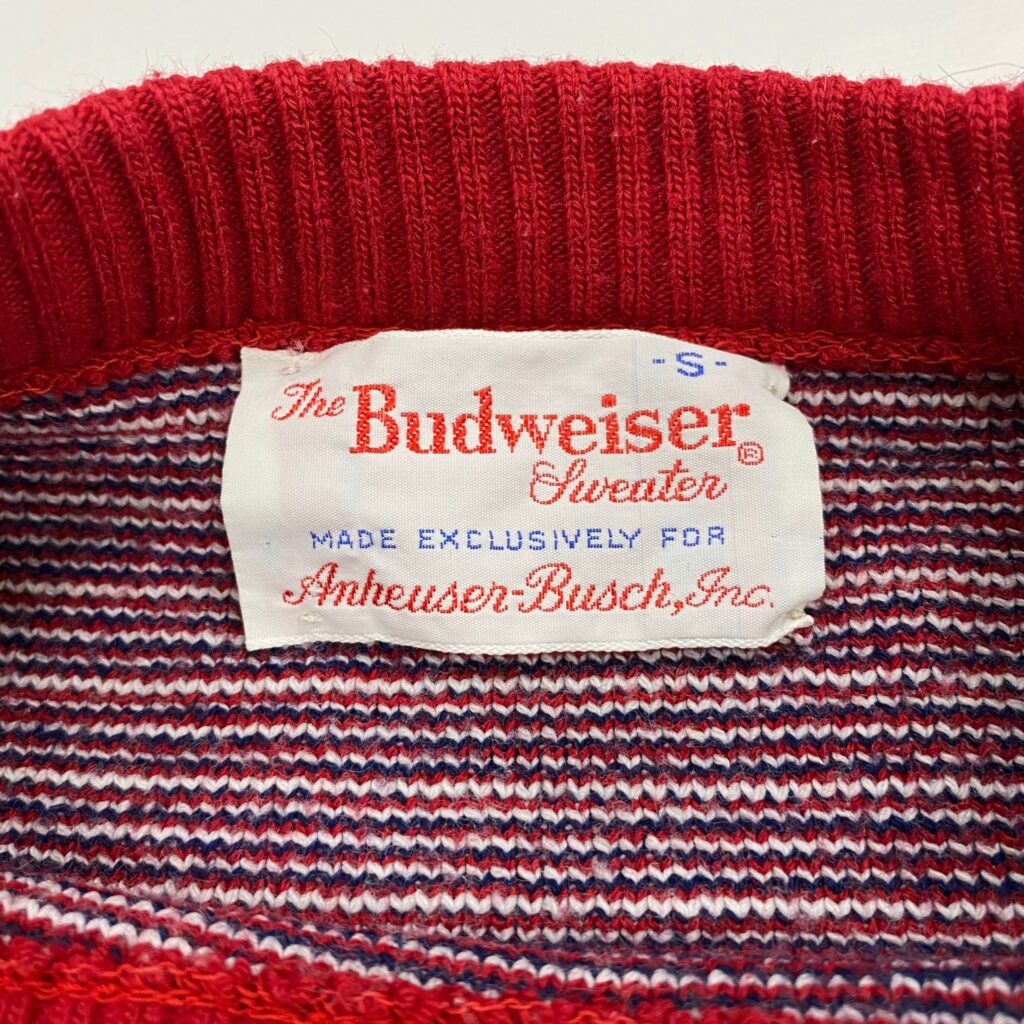 -S-
The Budweiser®
Sweater
MADE EXCLUSIVELY FOR
Anheuser-Busch, Inc.